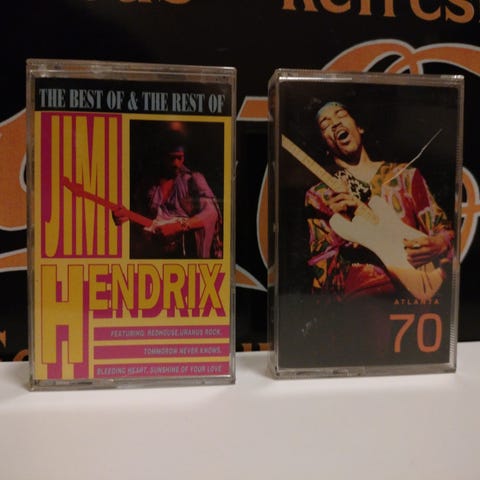 THE BEST OF & THE REST OF
JIMI
HENDRIX
FEATURING: REDHOUSE, URANUS ROCK,
TOMMOROW NEVER KNOWS,
BLEEDING HEART, SUNSHINE OF YOUR LOVE
ATLANTA
70